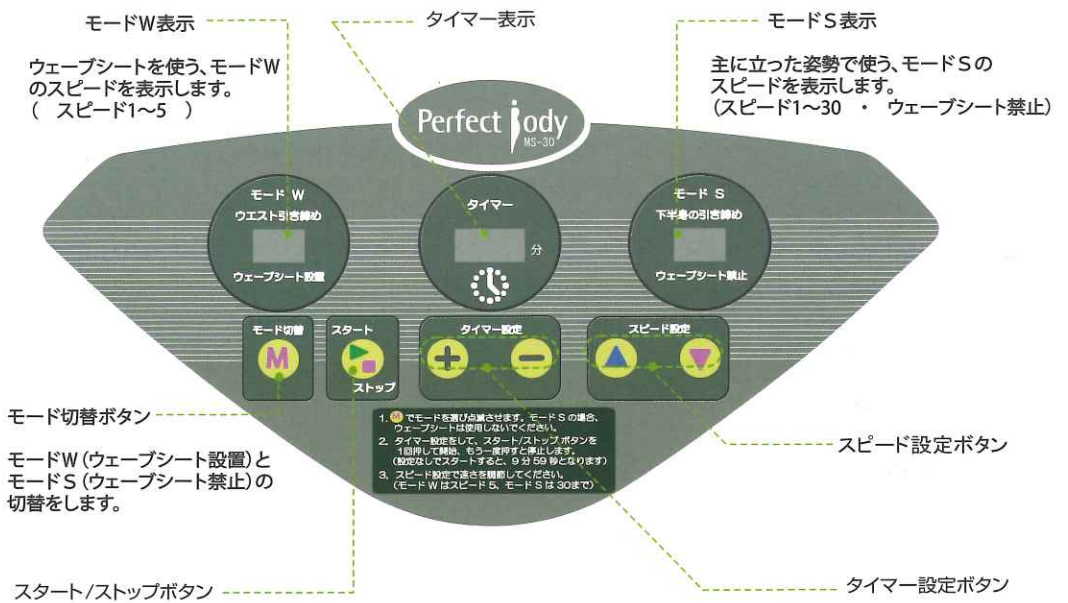 モードW表示
タイマー表示
モードS表示
ウェーブシートを使う、モードW
のスピードを表示します。
( スピード1〜5 )
主に立った姿勢で使う、モードSの
スピードを表示します。
(スピード1〜30 ・ ウェーブシート禁止)
Perfect Body
MS-30
モード W
ウエスト引き締め
ウェーブシート設置
タイマー
分
モード S
下半身の引き締め
ウェーブシート禁止
モード切替
M
スタート
ストップ
タイマー設定
+ −
スピード設定
1. M でモードを選び点滅させます。モード S の場合、
ウェーブシートは使用しないでください。
2. タイマー設定をして、スタート/ストップ ボタンを
1回押して開始、もう一度押すと停止します。
(設定なしでスタートすると、9 分 59 秒となります)
3、スピード設定で速さを調節してください。
(モード W はスピード 5、モード S は 30まで)
モード切替ボタン
モードW(ウェーブシート設置)と
モードS(ウェーブシート禁止)の
切替をします。
スピード設定ボタン
スタート/ストップボタン
タイマー設定ボタン